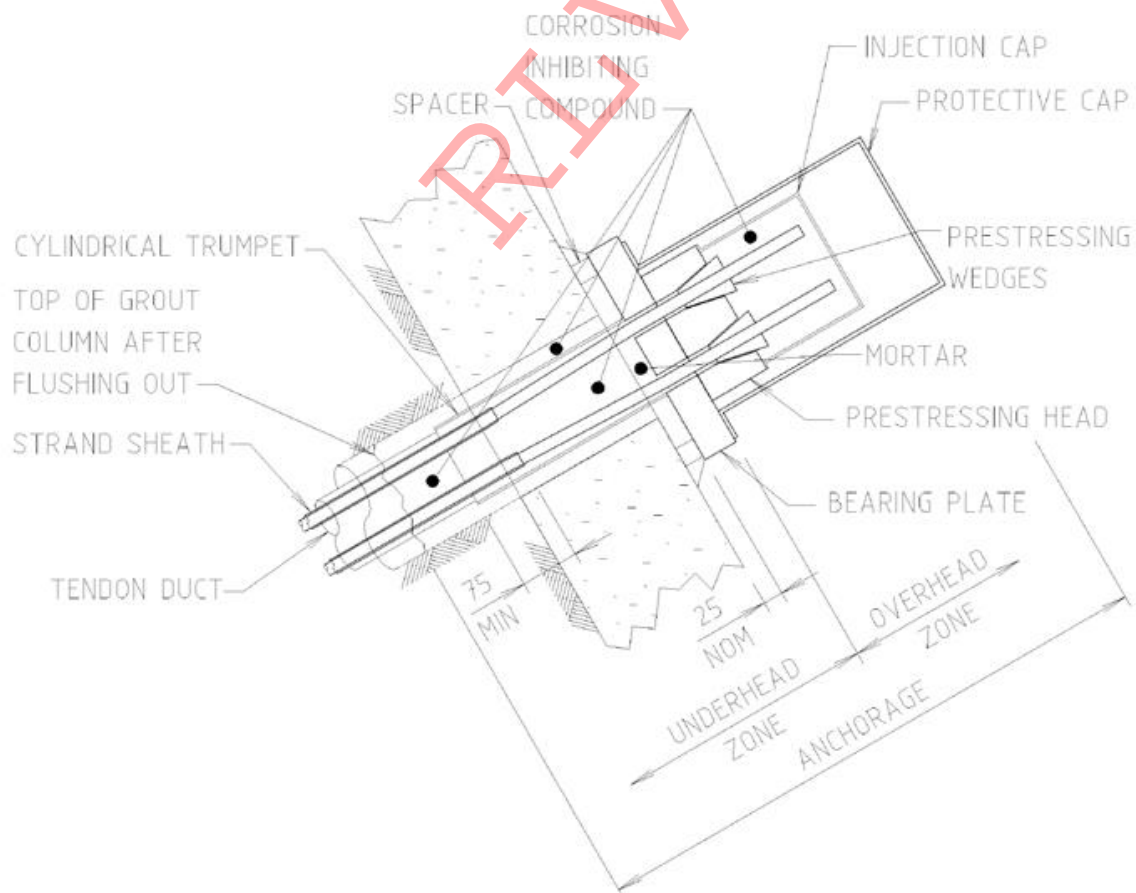 RLV
CORROSION
INHIBITING
COMPOUND
SPACER
INJECTION CAP
PROTECTIVE CAP
CYLINDRICAL TRUMPET
TOP OF GROUT
COLUMN AFTER
FLUSHING OUT
STRAND SHEATH
TENDON DUCT
PRESTRESSING
WEDGES
MORTAR
PRESTRESSING HEAD
BEARING PLATE
75
MIN
25
NOM
UNDERHEAD
ZONE
OVERHEAD
ZONE
ANCHORAGE